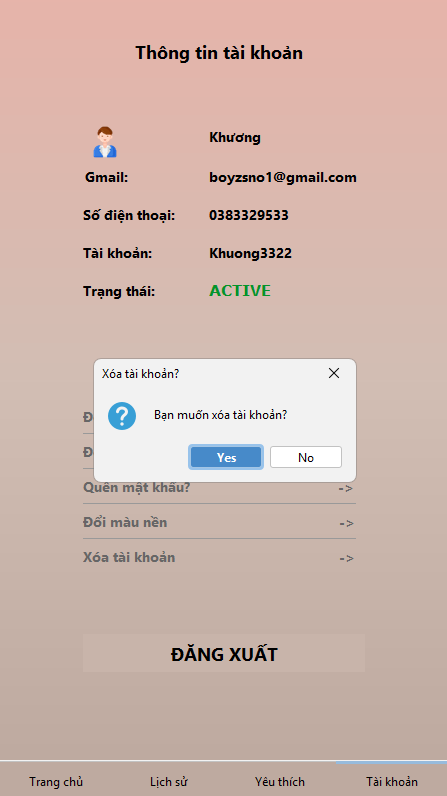 Thông tin tài khoản
Khương
Gmail: boyzsno1@gmail.com
Số điện thoại: 0383329533
Tài khoản: Khuong3322
Trạng thái: ACTIVE
Xóa tài khoản?
Bạn muốn xóa tài khoản?
Yes No
Quên mật khẩu? ->
Đổi màu nền ->
Xóa tài khoản ->
ĐĂNG XUẤT
Trang chủ Lịch sử Yêu thích Tài khoản